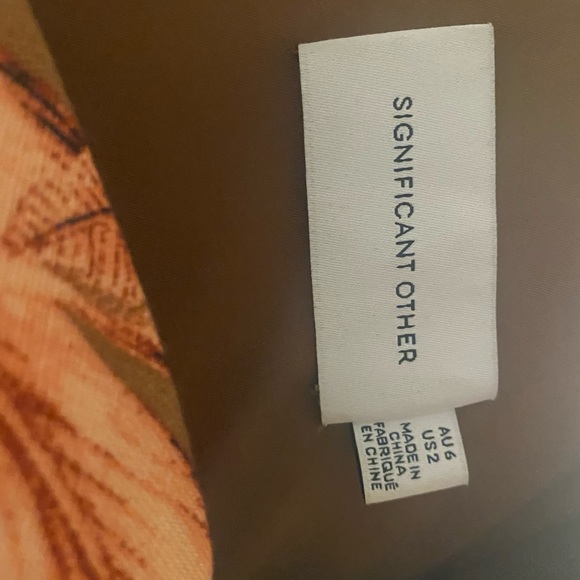 SIGNIFICANT OTHER
AU 6
US 2
MADE IN
CHINA
FABRIQUÉ
EN CHINE